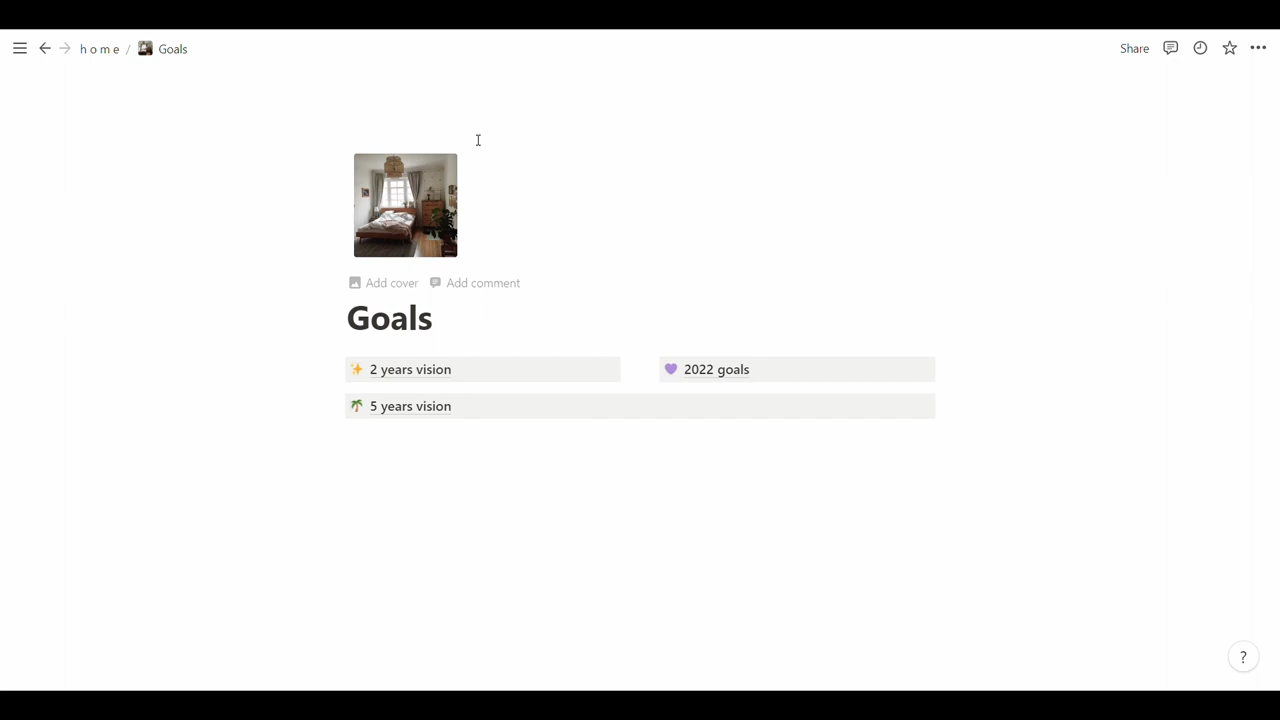 h o m e / Goals
Share
Add cover Add comment
Goals
✨ 2 years vision
💜 2022 goals
🌴 5 years vision
?